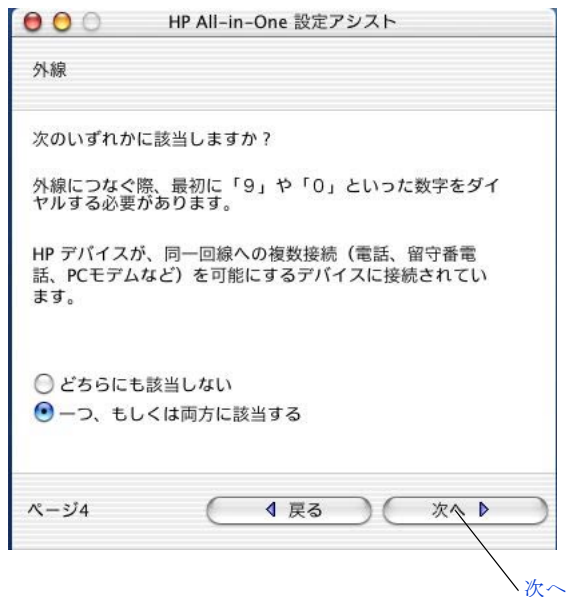 HP All-in-One 設定アシスト
外線
次のいずれかに該当しますか？
外線につなぐ際、最初に「９」や「０」といった数字をダイ
ヤルする必要があります。
HP デバイスが、同一回線への複数接続（電話、留守番電
話、PCモデムなど）を可能にするデバイスに接続されてい
ます。
どちらにも該当しない
一つ、もしくは両方に該当する
ページ4
戻る
次へ
次へ